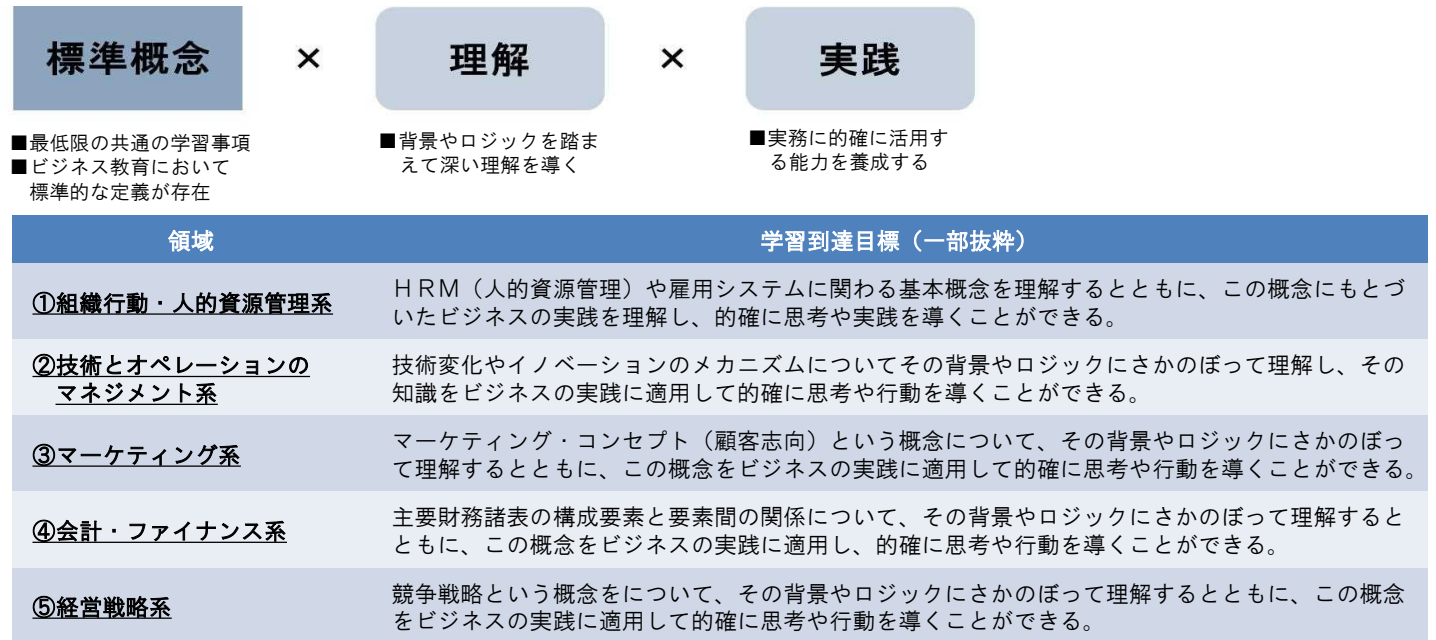 標準概念 × 理解 × 実践
■最低限の共通の学習事項
■ビジネス教育において
標準的な定義が存在
■背景やロジックを踏ま
えて深い理解を導く
■実務に的確に活用す
る能力を養成する
領域 学習到達目標（一部抜粋）
①組織行動・人的資源管理系
ＨＲＭ（人的資源管理）や雇用システムに関わる基本概念を理解するとともに、この概念にもとづ
いたビジネスの実践を理解し、的確に思考や実践を導くことができる。
②技術とオペレーションの
マネジメント系
技術変化やイノベーションのメカニズムについてその背景やロジックにさかのぼって理解し、その
知識をビジネスの実践に適用して的確に思考や行動を導くことができる。
③マーケティング系
マーケティング・コンセプト（顧客志向）という概念について、その背景やロジックにさかのぼっ
て理解するとともに、この概念をビジネスの実践に適用して的確に思考や行動を導くことができる。
④会計・ファイナンス系
主要財務諸表の構成要素と要素間の関係について、その背景やロジックにさかのぼって理解すると
ともに、この概念をビジネスの実践に適用し、的確に思考や行動を導くことができる。
⑤経営戦略系
競争戦略という概念をについて、その背景やロジックにさかのぼって理解するとともに、この概念
をビジネスの実践に適用して的確に思考や行動を導くことができる。